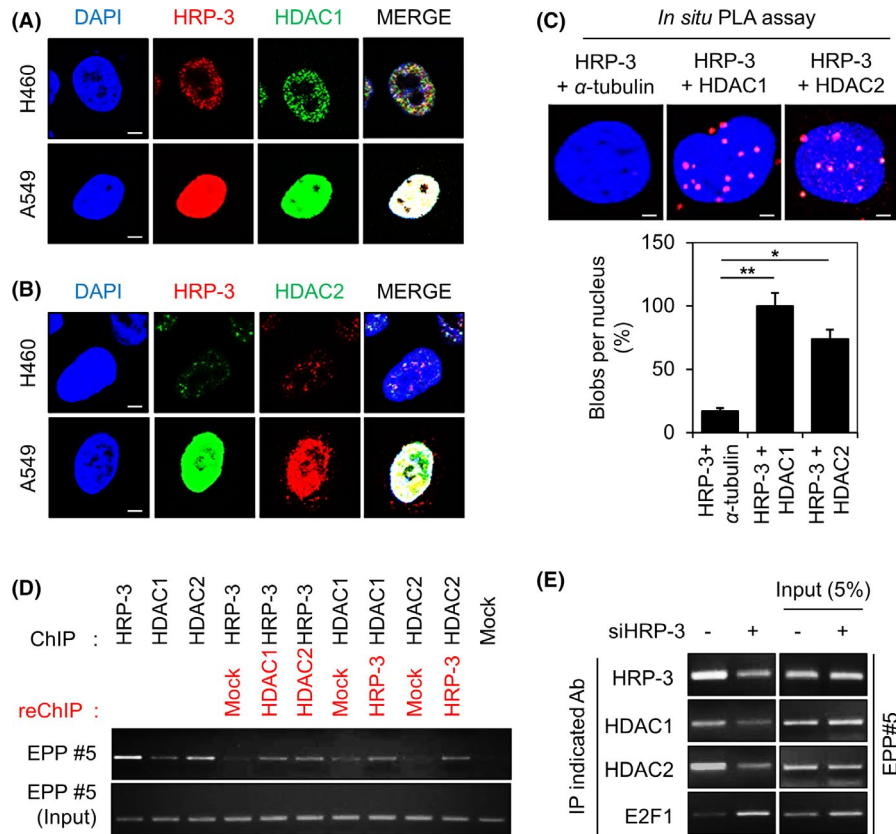 (A)
DAPI HRP-3 HDAC1 MERGE
H460
A549
(B)
DAPI HRP-3 HDAC2 MERGE
H460
A549
(C)
In situ PLA assay
HRP-3 + α-tubulin
HRP-3 + HDAC1
HRP-3 + HDAC2
Blobs per nucleus (%)
150
100
50
0
**
*
HRP-3+ α-tubulin
HRP-3 + HDAC1
HRP-3 + HDAC2
(D)
ChIP : HRP-3 HDAC1 HDAC2 HRP-3 HRP-3 HRP-3 HDAC1 HDAC1 HDAC2 HDAC2 Mock
reChIP : Mock HDAC1 HDAC2 Mock HRP-3 Mock HRP-3
EPP #5
EPP #5 (Input)
(E)
Input (5%)
siHRP-3 - + - +
IP indicated Ab
HRP-3
HDAC1
HDAC2
E2F1
EPP#5